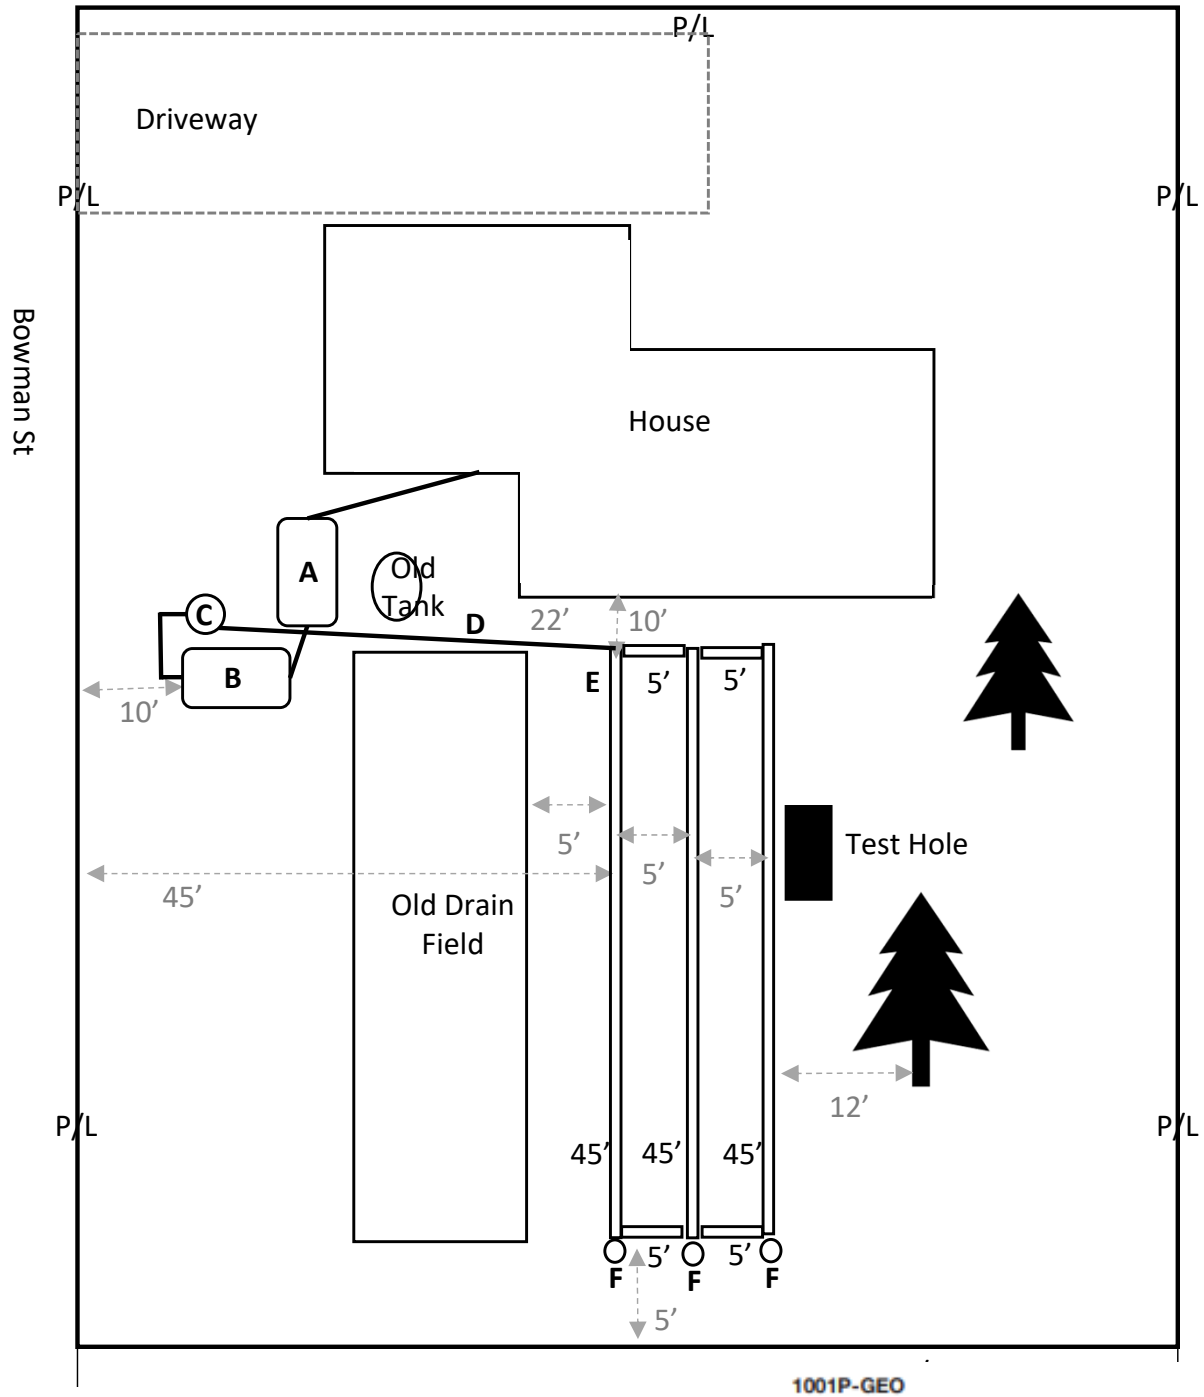 P/L
Driveway
P/L
P/L
Bowman St
House
Old
Tank
A
C
D
22’
10’
B
E
5’
5’
10’
5’
5’
5’
Test Hole
45’
Old Drain
Field
12’
P/L
P/L
45’
45’
45’
5’
5’
F
F
F
5’
1001P-GEO